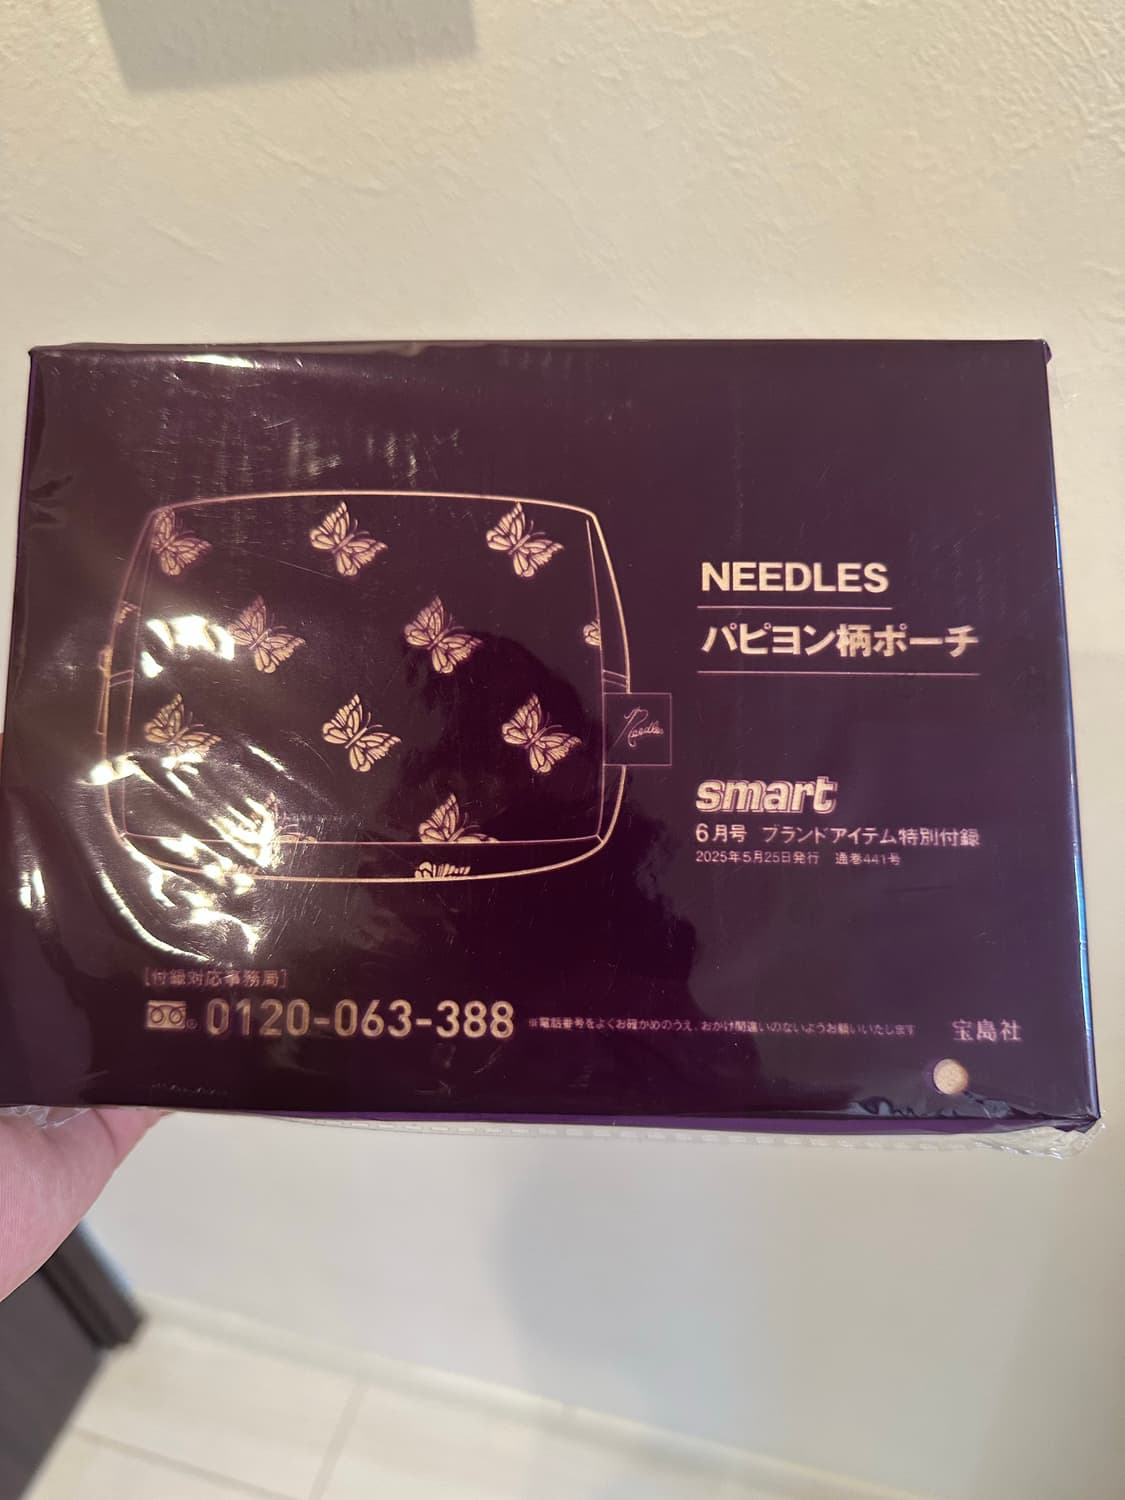 NEEDLES
パピヨン柄ポーチ
Needles
smart
6月号 ブランドアイテム特別付録
2025年5月25日発行 通巻441号
[付録対応事務局]
0120-063-388 ※電話番号をよくお確かめのうえ、おかけ間違いのないようお願いいたします 宝島社